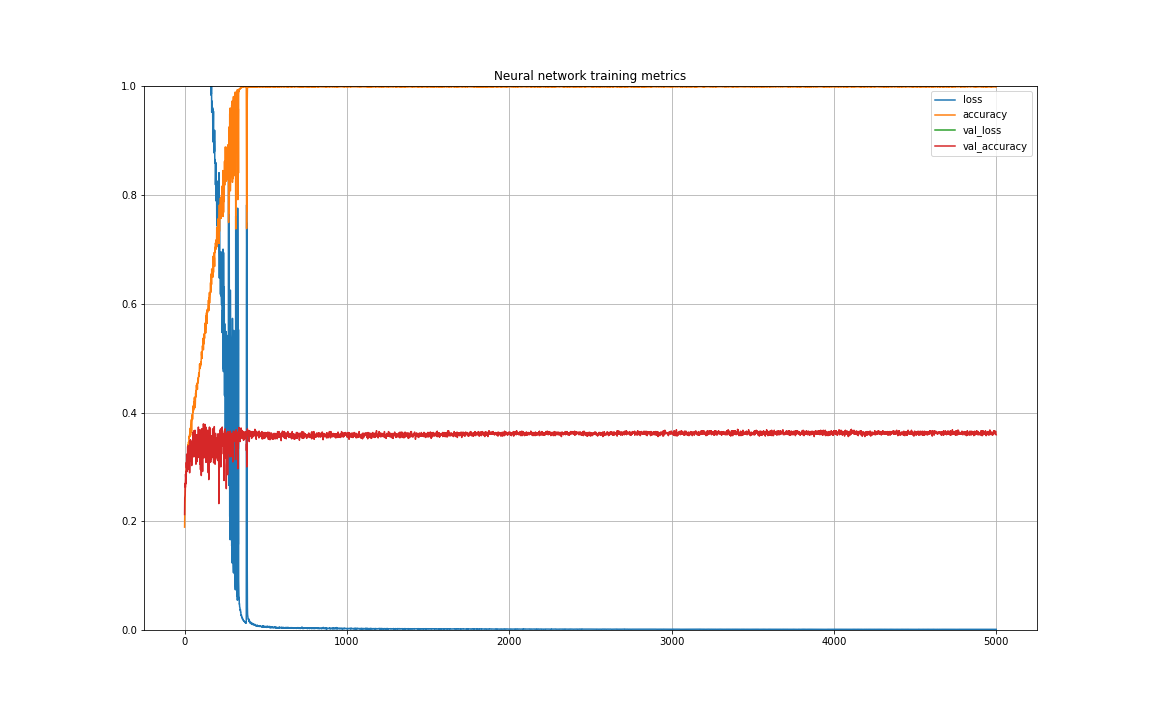 Neural network training metrics
1.0
0.8
0.6
0.4
0.2
0.0
0 1000 2000 3000 4000 5000
loss
accuracy
val_loss
val_accuracy